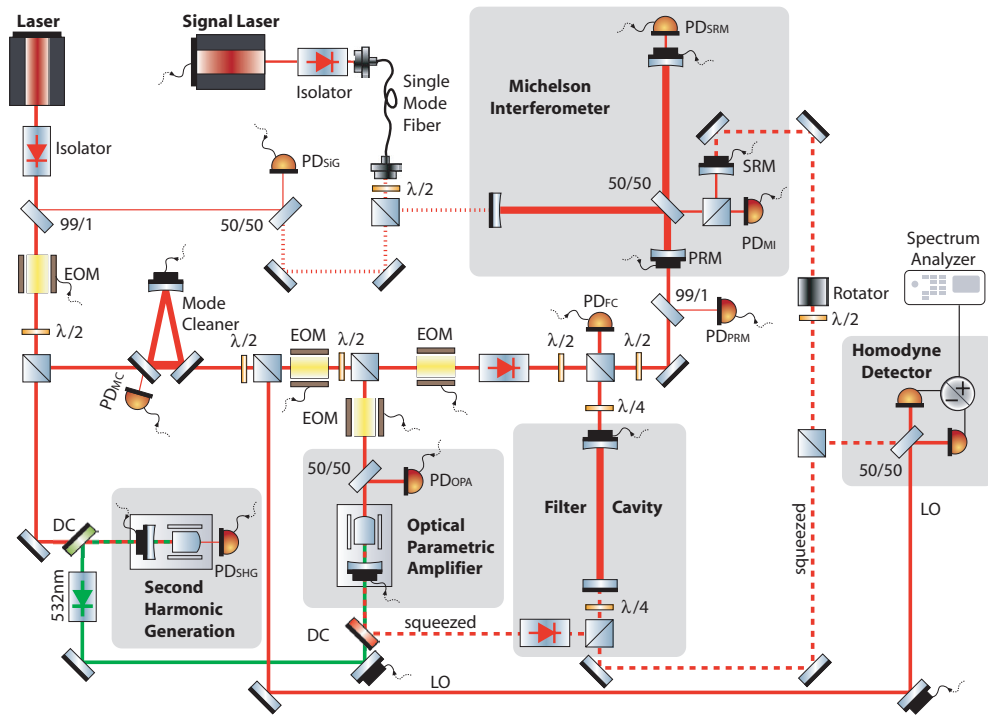 Laser
Signal Laser
Isolator
Single
Mode
Fiber
PDSRM
Michelson
Interferometer
Isolator
PDSiG
λ/2
SRM
50/50
99/1
50/50
PDMI
EOM
PRM
Spectrum
Analyzer
Mode
Cleaner
PDFC
99/1
Rotator
λ/2
λ/2
PDPRM
λ/2
EOM
λ/2
EOM
λ/2
λ/2
Homodyne
Detector
PDMC
EOM
λ/4
50/50
PDOPA
50/50
Filter
Cavity
LO
DC
Optical
Parametric
Amplifier
squeezed
PDSHG
532nm
Second
Harmonic
Generation
λ/4
DC
squeezed
LO